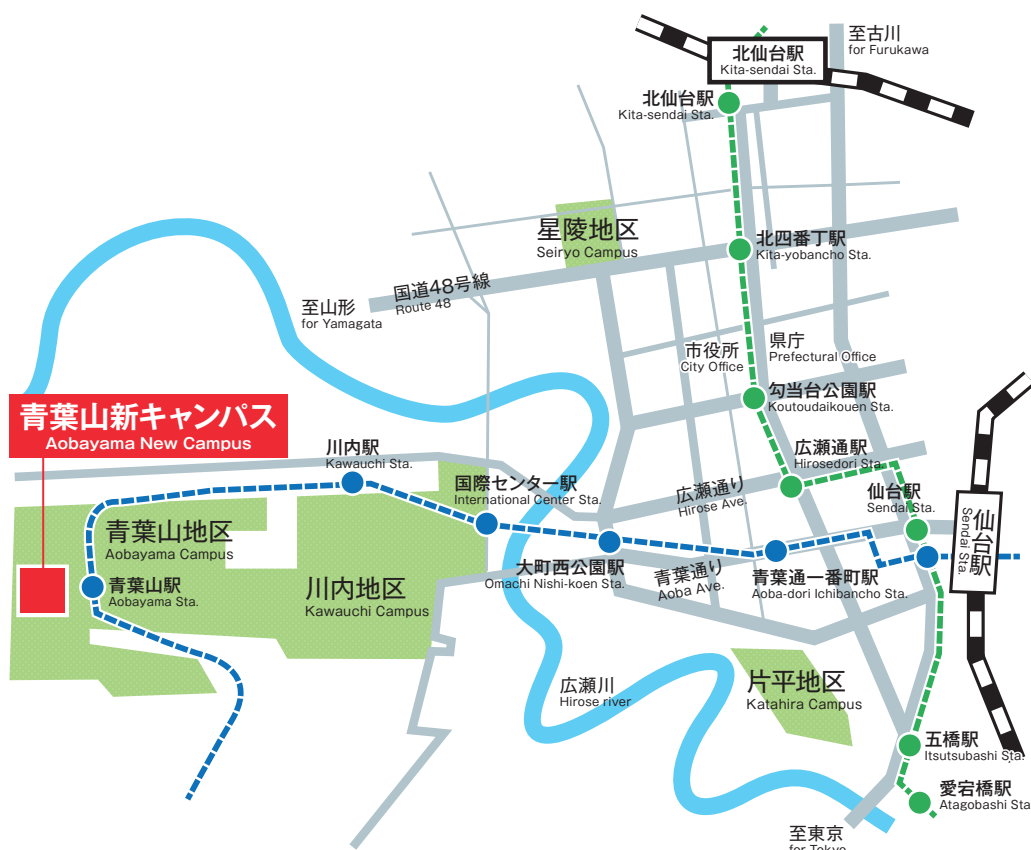 至古川
for Furukawa
北仙台駅
Kita-sendai Sta.
北仙台駅
Kita-sendai Sta.
星陵地区
Seiryo Campus
北四番丁駅
Kita-yobancho Sta.
国道48号線
Route 48
至山形
for Yamagata
市役所
City Office
県庁
Prefectural Office
青葉山新キャンパス
Aobayama New Campus
勾当台公園駅
Koutoudaikouen Sta.
川内駅
Kawauchi Sta.
広瀬通駅
Hirosedori Sta.
国際センター駅
International Center Sta.
広瀬通り
Hirose Ave.
仙台駅
Sendai Sta.
仙台駅
Sendai Sta.
青葉山地区
Aobayama Campus
大町西公園駅
Omachi Nishi-koen Sta.
青葉通り
Aoba Ave.
青葉通一番町駅
Aoba-dori Ichibancho Sta.
青葉山駅
Aobayama Sta.
川内地区
Kawauchi Campus
広瀬川
Hirose river
片平地区
Katahira Campus
五橋駅
Itsutsubashi Sta.
愛宕橋駅
Atagobashi Sta
至東京
for Tokyo